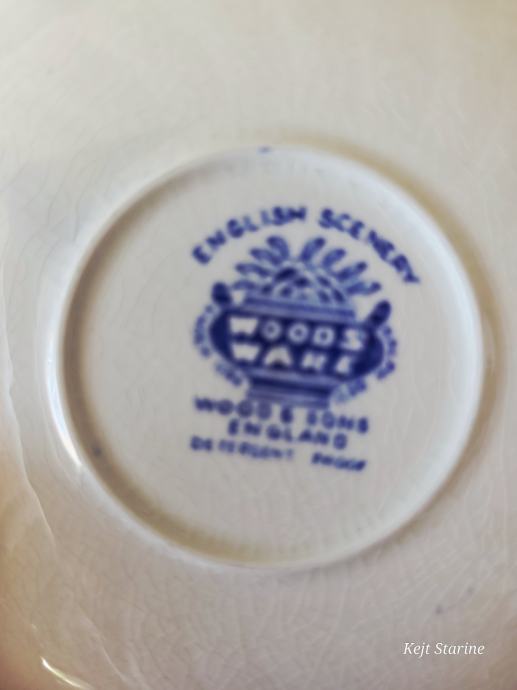 ENGLISH SCENERY
WOODS
WARE
WOOD & SONS
ENGLAND
DETERGENT PROOF
Kejt Starine